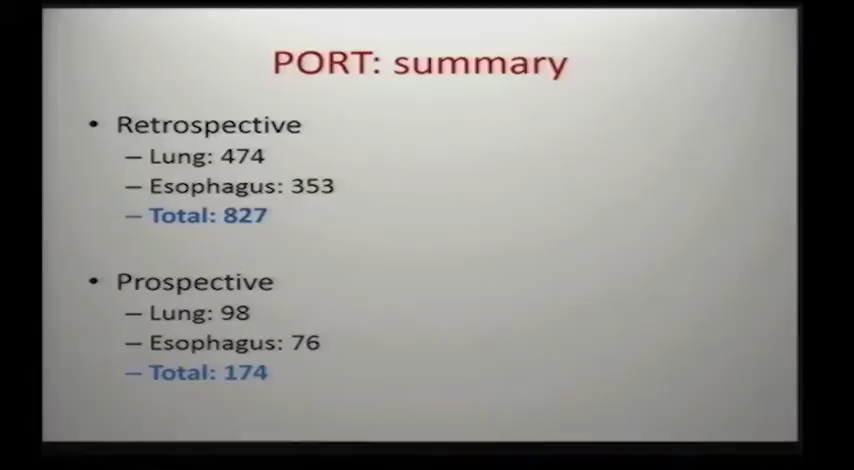 PORT: summary
• Retrospective
– Lung: 474
– Esophagus: 353
– Total: 827
• Prospective
– Lung: 98
– Esophagus: 76
– Total: 174